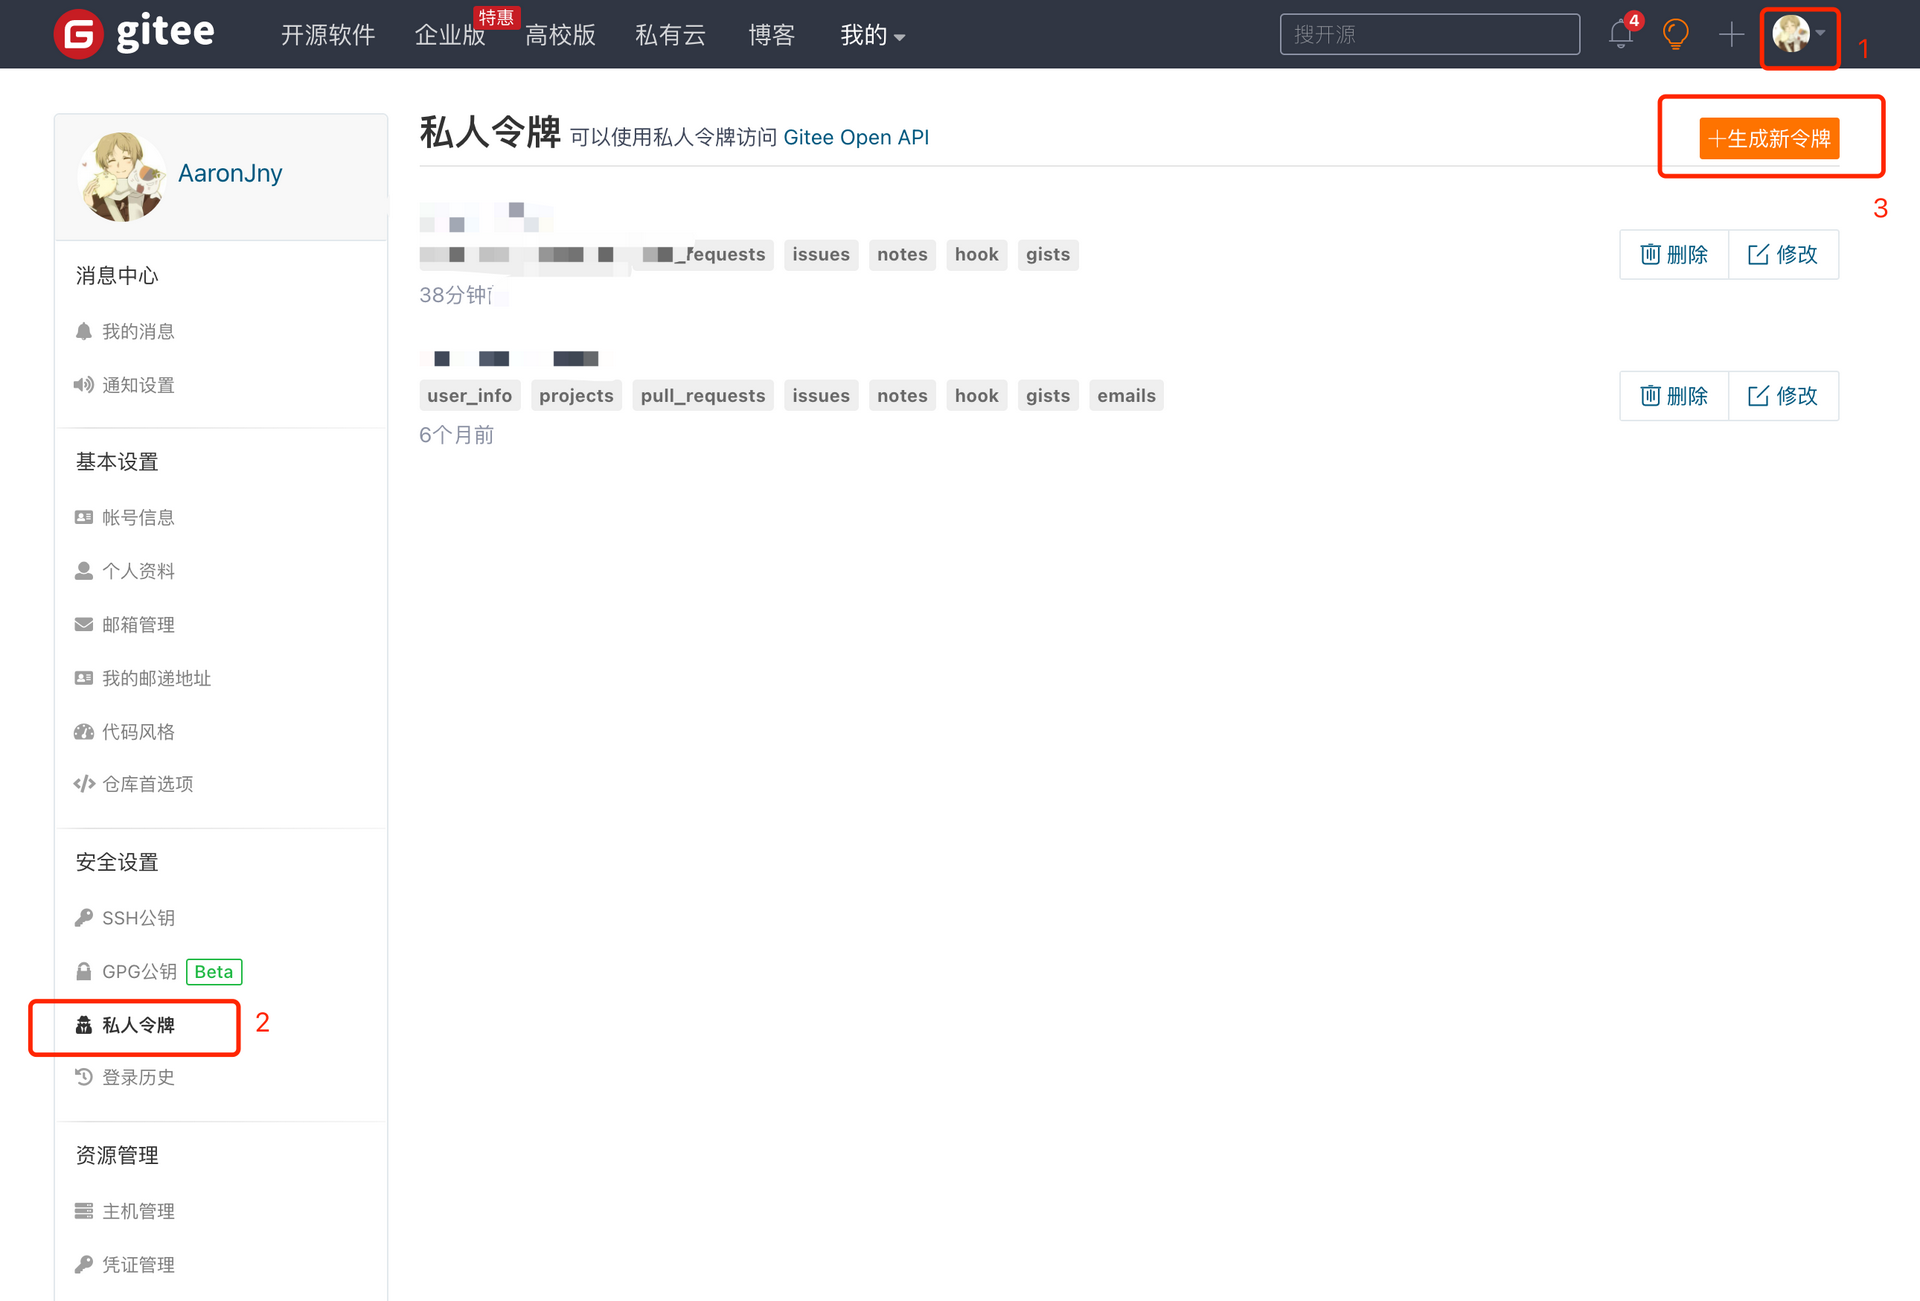 gitee 开源软件 企业版 特惠 高校版 私有云 博客 我的 搜开源 4 1
AaronJny
消息中心
我的消息
通知设置
基本设置
帐号信息
个人资料
邮箱管理
我的邮递地址
代码风格
仓库首选项
安全设置
SSH公钥
GPG公钥 Beta
私人令牌 2
登录历史
资源管理
主机管理
凭证管理
私人令牌 可以使用私人令牌访问 Gitee Open API
+生成新令牌
3
_requests issues notes hook gists
删除 修改
38分钟
user_info projects pull_requests issues notes hook gists emails
删除 修改
6个月前